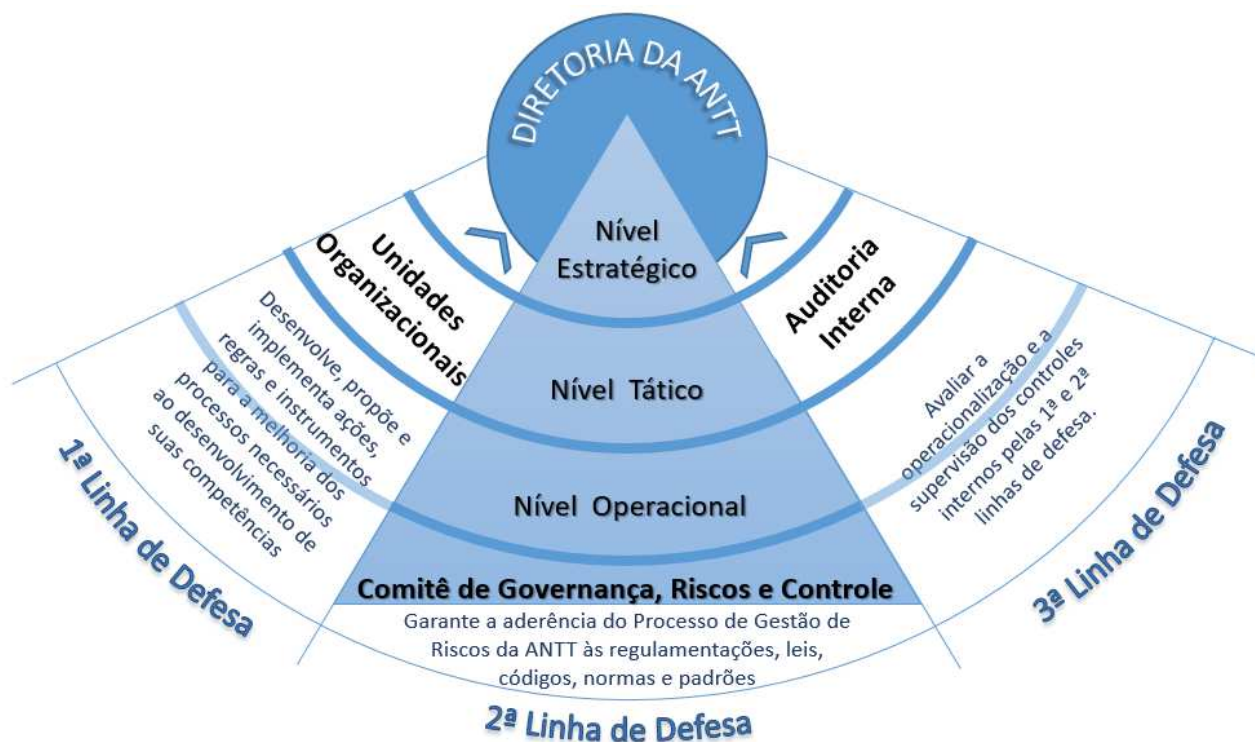 DIRETORIA DA ANTT
Nível
Estratégico
Nível Tático
Nível Operacional
Comitê de Governança, Riscos e Controle
Garante a aderência do Processo de Gestão de
Riscos da ANTT às regulamentações, leis,
códigos, normas e padrões
2ª Linha de Defesa
Unidades
Organizacionais
Desenvolve, propõe e
implementa ações,
regras e instrumentos
para a melhoria dos
processos necessários
ao desenvolvimento de
suas competências
1ª Linha de Defesa
Auditoria
Interna
Avaliar a
operacionalização e a
supervisão dos controles
internos pelas 1ª e 2ª
linhas de defesa.
3ª Linha de Defesa